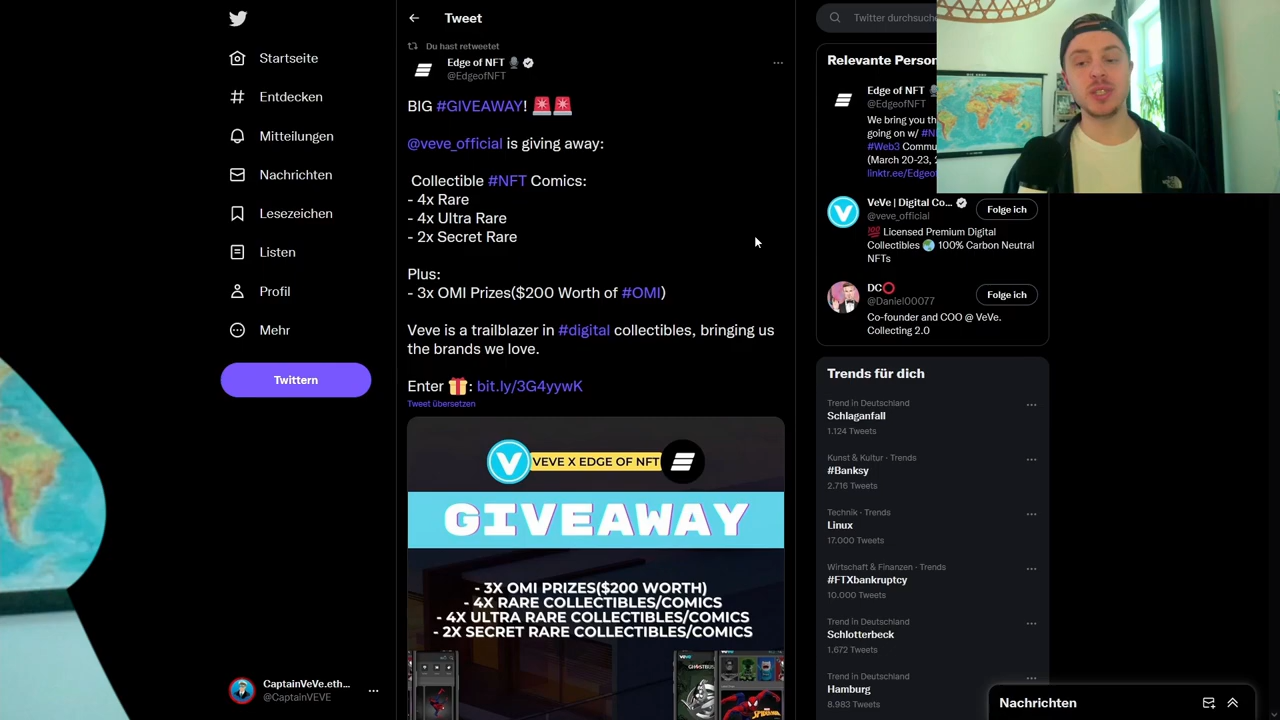 Startseite
Entdecken
Mitteilungen
Nachrichten
Lesezeichen
Listen
Profil
Mehr
Twittern
CaptainVeVe.eth...
@CaptainVEVE
Tweet
Du hast retweetet
Edge of NFT
@EdgeofNFT
BIG #GIVEAWAY!
@veve_official is giving away:
Collectible #NFT Comics:
- 4x Rare
- 4x Ultra Rare
- 2x Secret Rare
Plus:
- 3x OMI Prizes($200 Worth of #OMI)
Veve is a trailblazer in #digital collectibles, bringing us
the brands we love.
Enter : bit.ly/3G4yywK
Tweet übersetzen
VEVE X EDGE OF NFT
GIVEAWAY
- 3X OMI PRIZES($200 WORTH)
- 4X RARE COLLECTIBLES/COMICS
- 4X ULTRA RARE COLLECTIBLES/COMICS
- 2X SECRET RARE COLLECTIBLES/COMICS
Twitter durchsuche
Relevante Person
Edge of NFT
@EdgeofNFT
We bring you th
going on w/ #N
#Web3 Commu
(March 20-23, 2
linktr.ee/Edgeo
VeVe | Digital Co...
@veve_official
Folge ich
💯 Licensed Premium Digital
Collectibles 🌏 100% Carbon Neutral
NFTs
DC⭕
@Daniel00077
Folge ich
Co-founder and COO @ VeVe.
Collecting 2.0
Trends für dich
Trend in Deutschland
Schlaganfall
1.124 Tweets
Kunst & Kultur · Trends
#Banksy
2.716 Tweets
Technik · Trends
Linux
17.000 Tweets
Wirtschaft & Finanzen · Trends
#FTXbankruptcy
10.000 Tweets
Trend in Deutschland
Schlotterbeck
1.672 Tweets
Trend in Deutschland
Hamburg
8.983 Tweets
Nachrichten